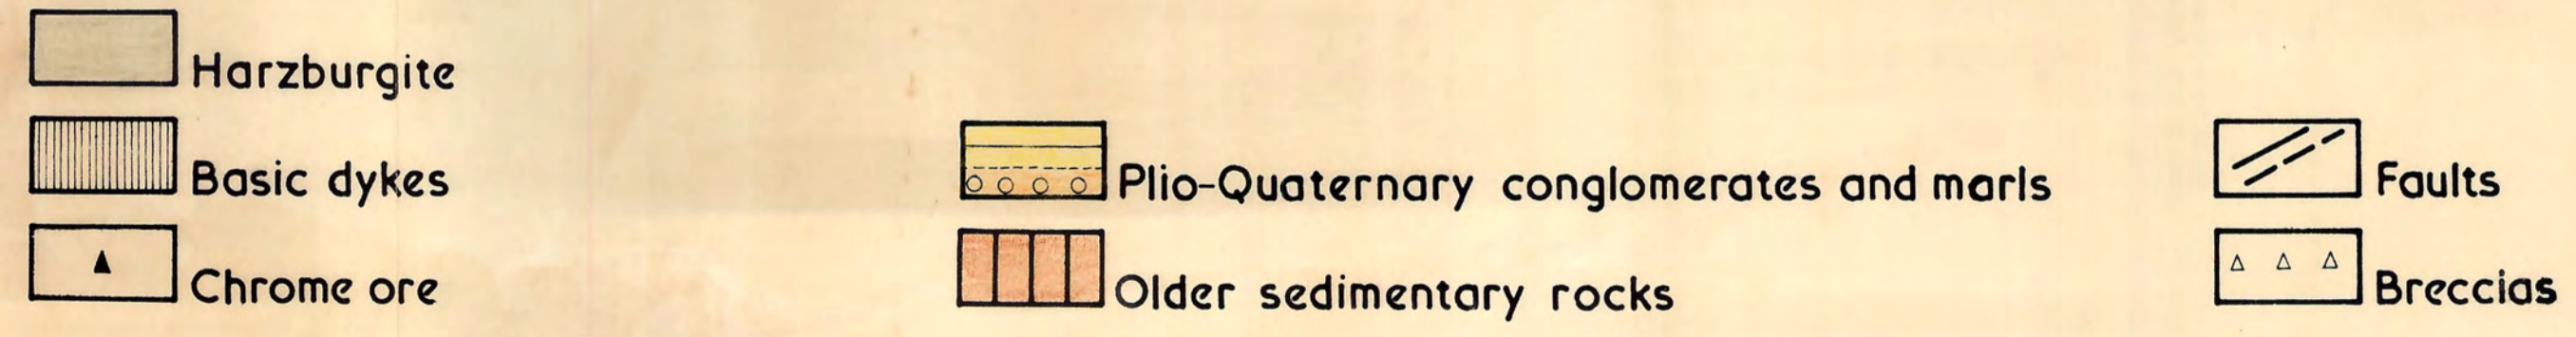 Harzburgite
Basic dykes
Chrome ore
Plio-Quaternary conglomerates and marls
Older sedimentary rocks
Faults
Breccias